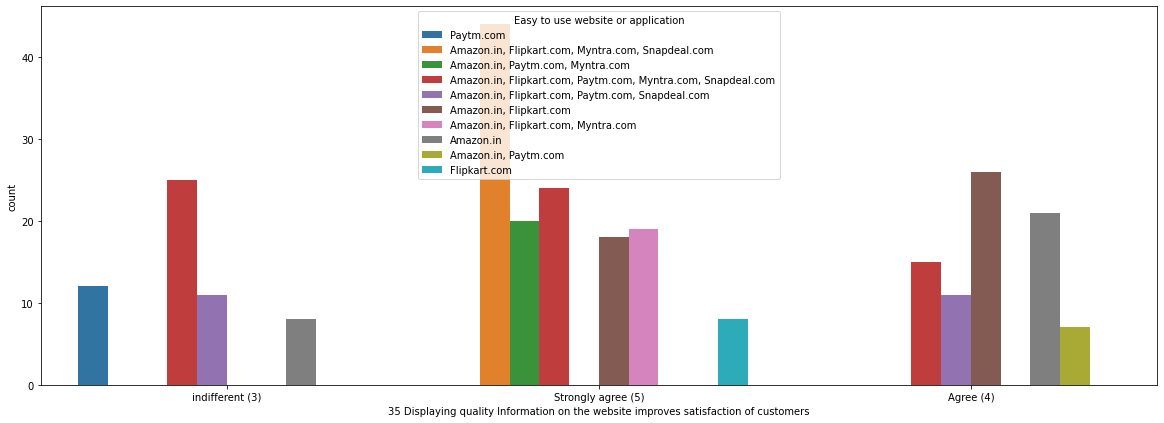 Easy to use website or application
Paytm.com
Amazon.in, Flipkart.com, Myntra.com, Snapdeal.com
Amazon.in, Paytm.com, Myntra.com
Amazon.in, Flipkart.com, Paytm.com, Myntra.com, Snapdeal.com
Amazon.in, Flipkart.com, Paytm.com, Snapdeal.com
Amazon.in, Flipkart.com
Amazon.in, Flipkart.com, Myntra.com
Amazon.in
Amazon.in, Paytm.com
Flipkart.com
count
40
30
20
10
0
indifferent (3)
Strongly agree (5)
Agree (4)
35 Displaying quality Information on the website improves satisfaction of customers